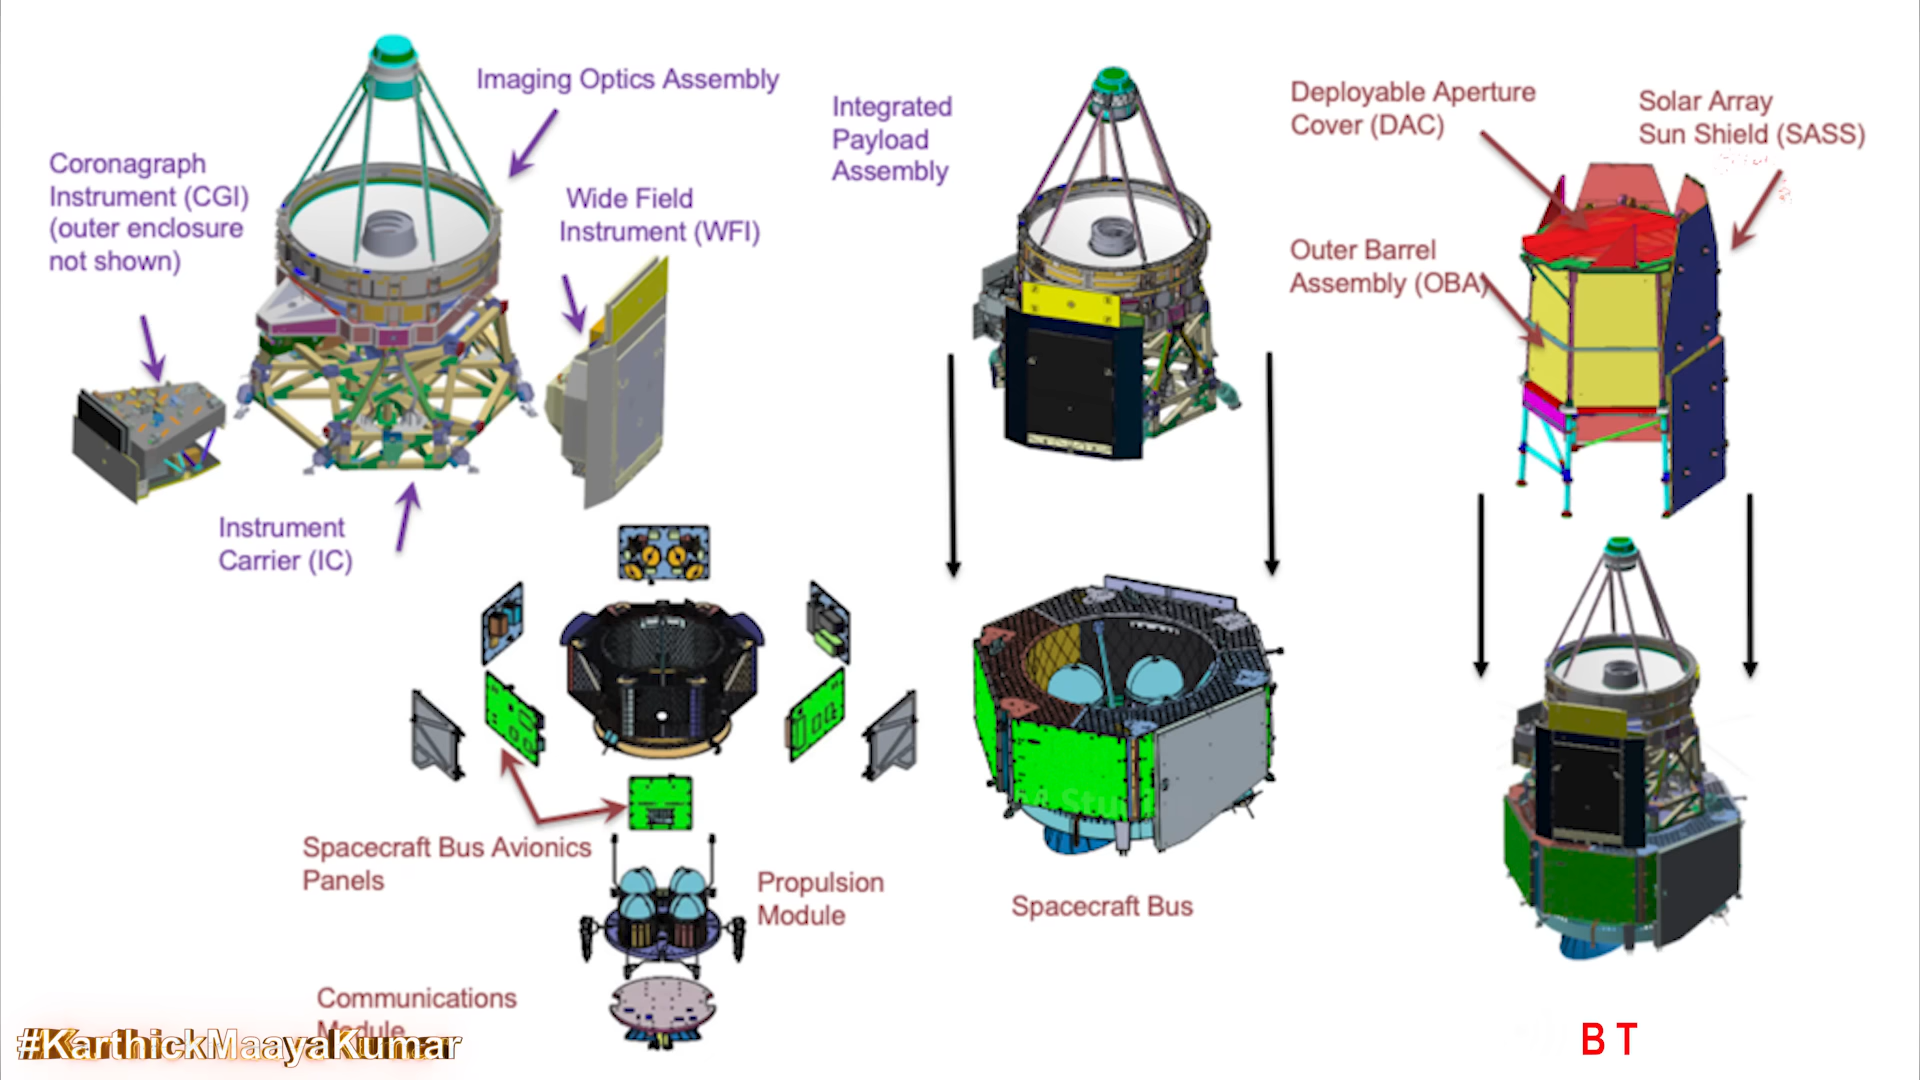 Imaging Optics Assembly
Coronagraph
Instrument (CGI)
(outer enclosure
not shown)
Wide Field
Instrument (WFI)
Instrument
Carrier (IC)
Integrated
Payload
Assembly
Deployable Aperture
Cover (DAC)
Solar Array
Sun Shield (SASS)
Outer Barrel
Assembly (OBA)
Spacecraft Bus Avionics
Panels
Propulsion
Module
Spacecraft Bus
Communications
Module
#KarthickMaayaKumar
B T